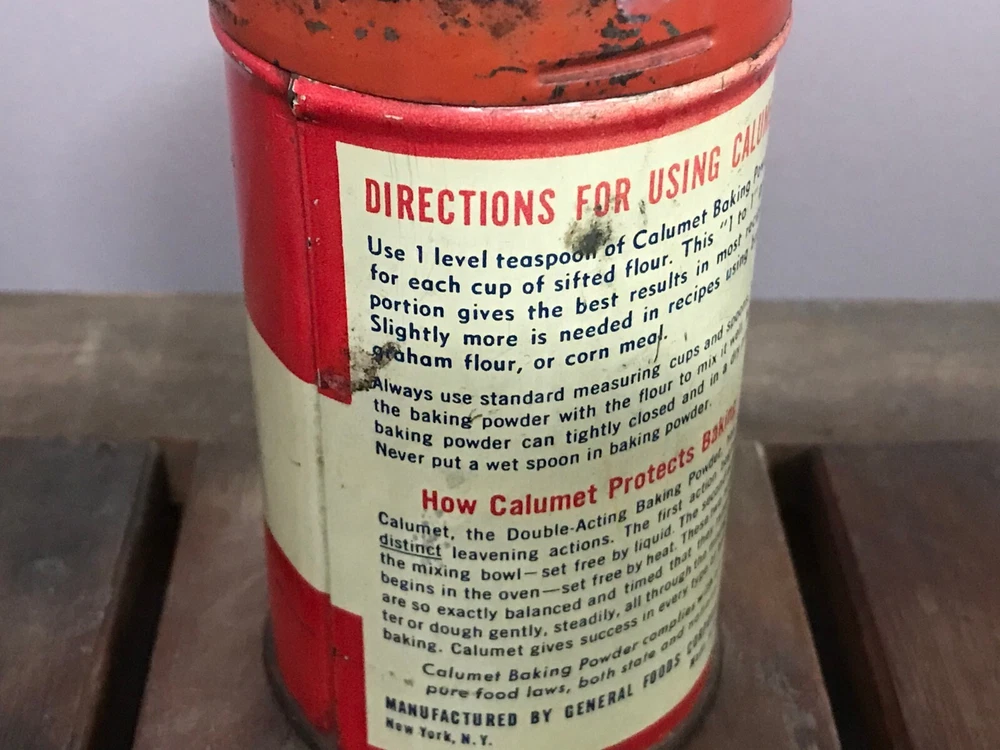 DIRECTIONS FOR USING
Use 1 level teaspoon of Calumet Baking
for each cup of sifted flour. This "1 to 1"
portion gives the best results in most
Slightly more is needed in recipes using
graham flour, or corn meal.
Always use standard measuring cups and
the baking powder with the flour to mix it
baking powder can tightly closed and in a
Never put a wet spoon in baking powder.
How Calumet Protects
Calumet, the Double-Acting Baking Powder,
distinct leavening actions. The first action
the mixing bowl—set free by liquid. The
begins in the oven—set free by heat. These
are so exactly balanced and timed that they
ter or dough gently, steadily, all through the
baking. Calumet gives success in every type
Calumet Baking Powder complies
pure food laws, both state and
MANUFACTURED BY GENERAL FOODS
New York, N.Y.